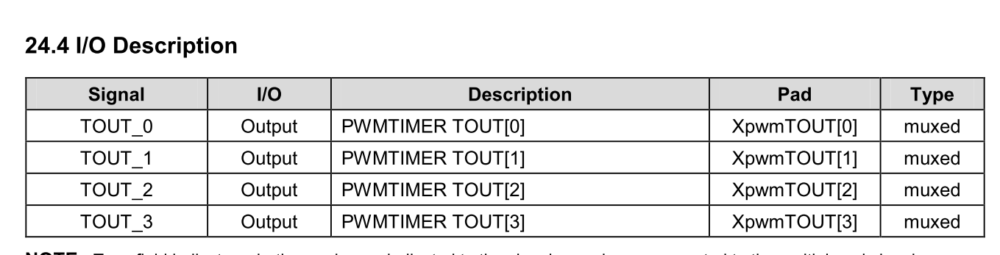 24.4 I/O Description
Signal I/O Description Pad Type
TOUT_0 Output PWMTIMER TOUT[0] XpwmTOUT[0] muxed
TOUT_1 Output PWMTIMER TOUT[1] XpwmTOUT[1] muxed
TOUT_2 Output PWMTIMER TOUT[2] XpwmTOUT[2] muxed
TOUT_3 Output PWMTIMER TOUT[3] XpwmTOUT[3] muxed